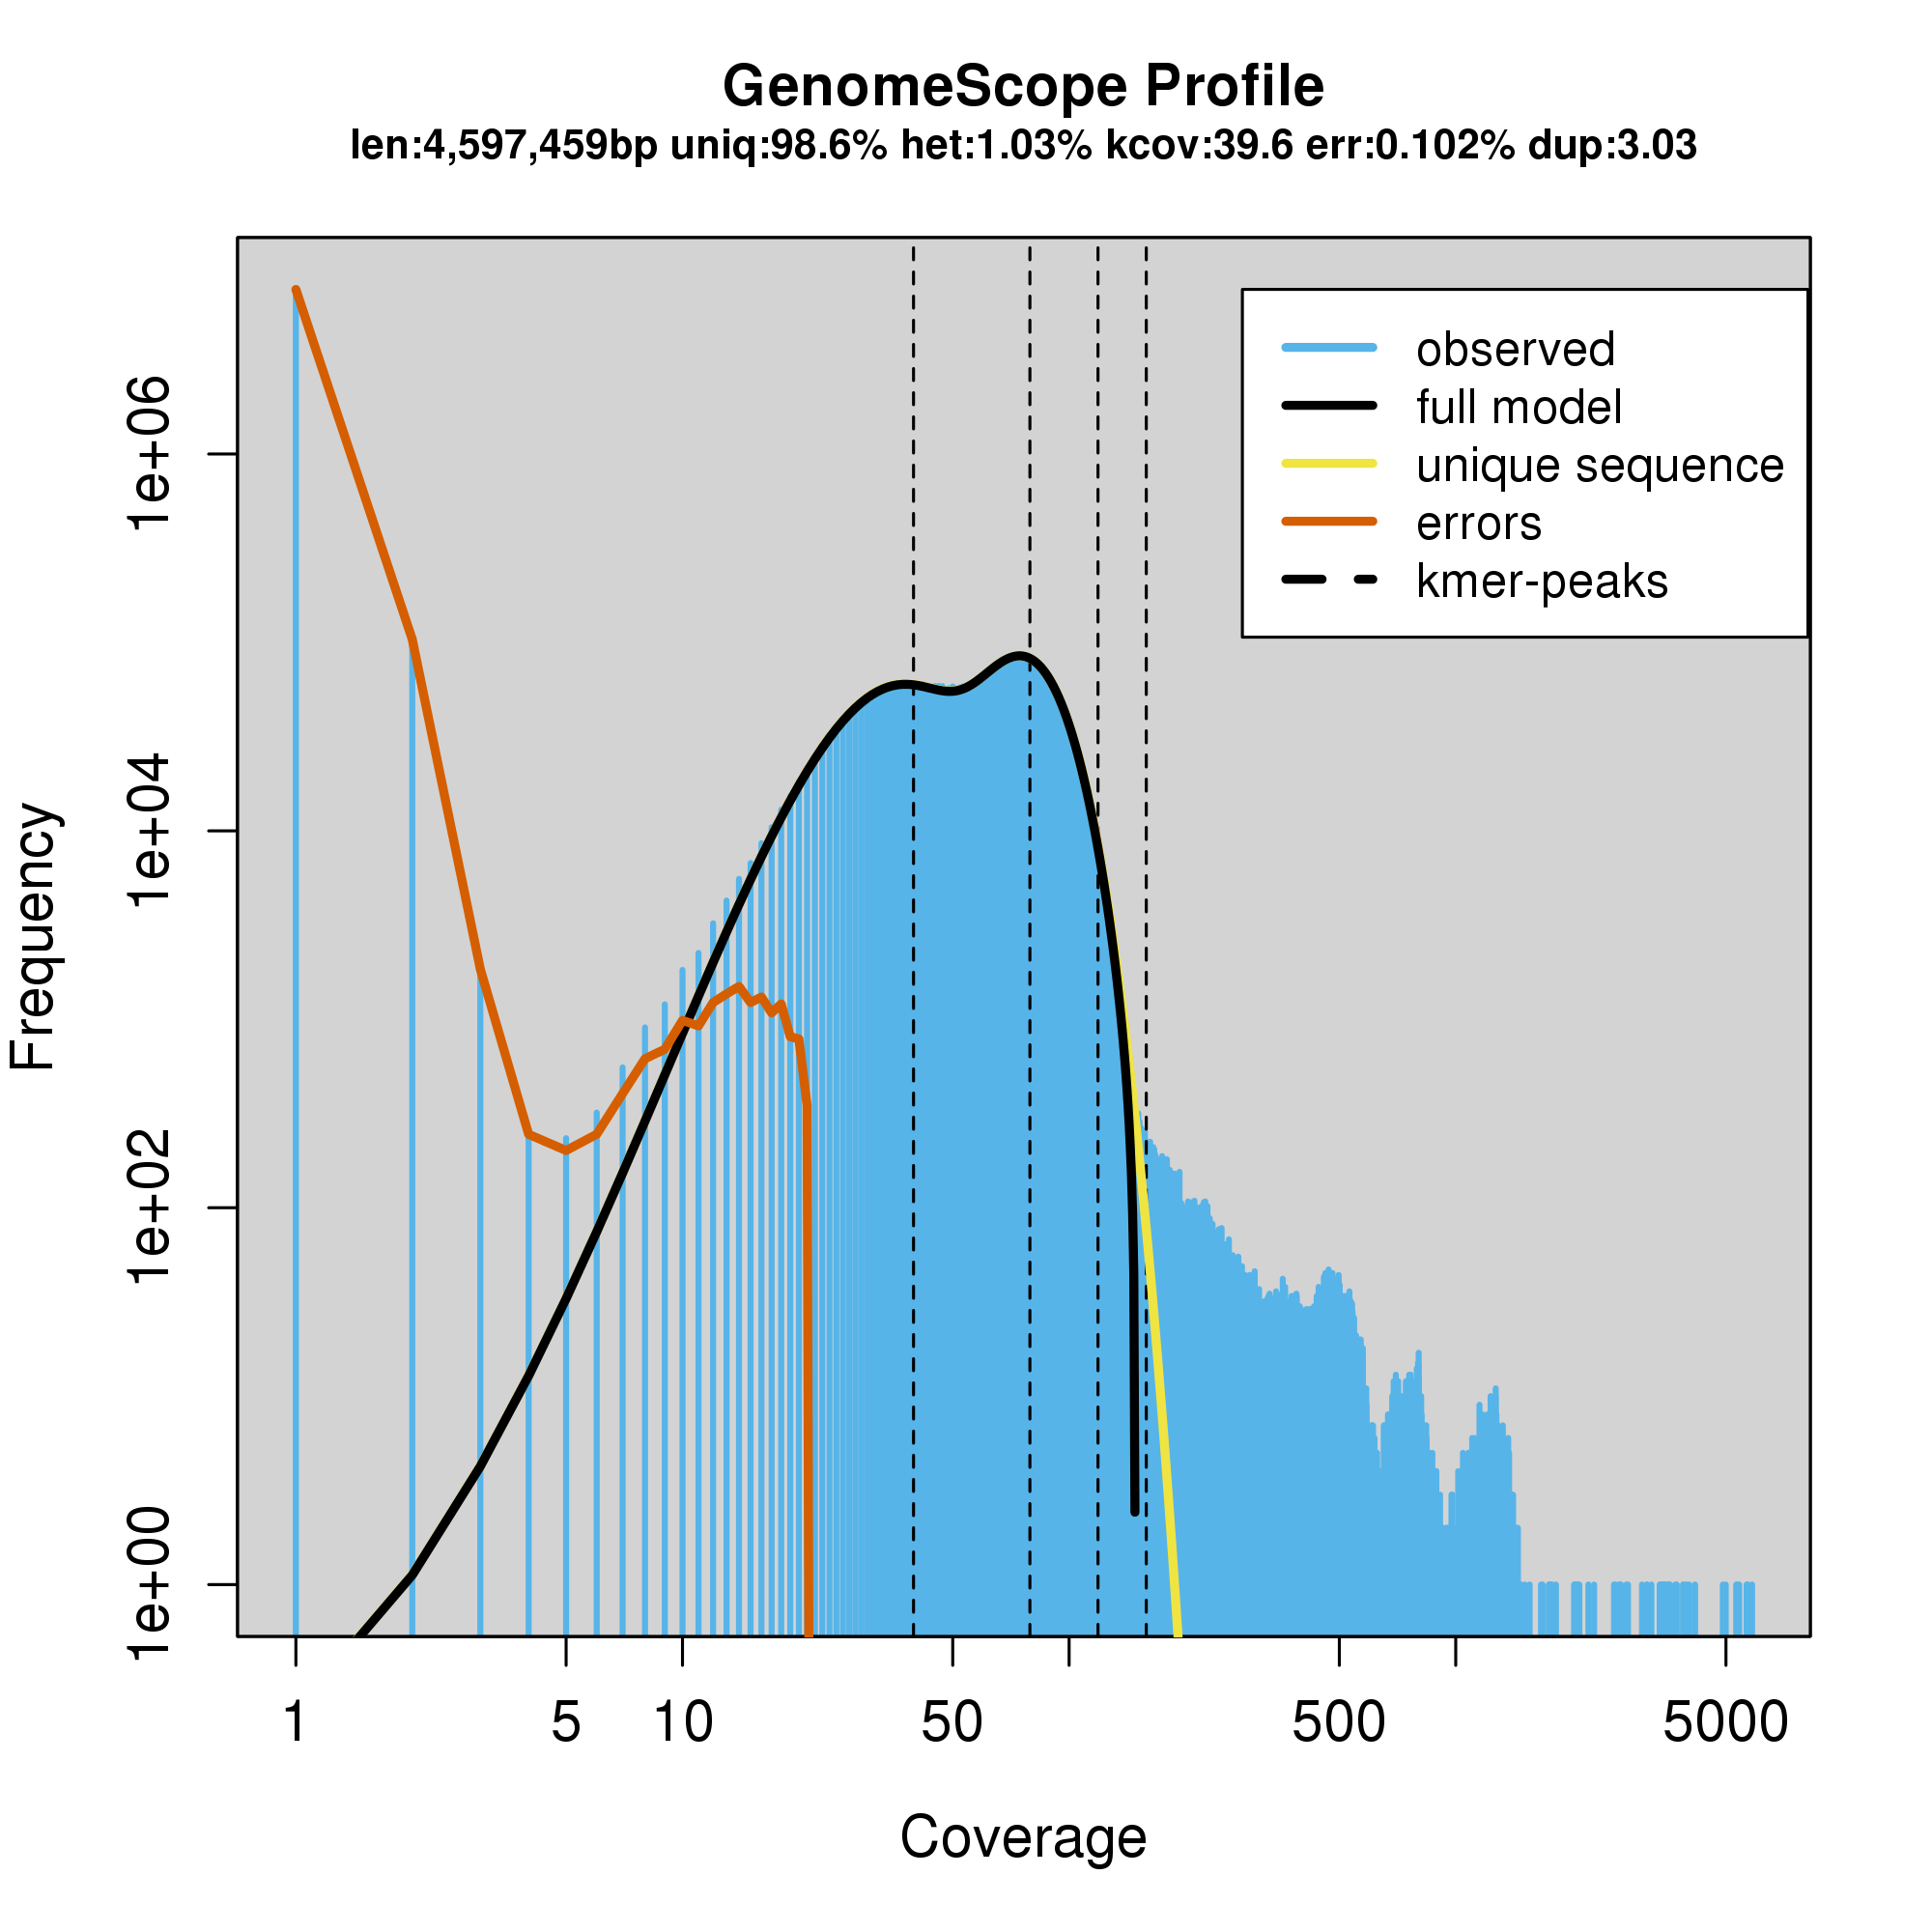 GenomeScope Profile
len:4,597,459bp uniq:98.6% het:1.03% kcov:39.6 err:0.102% dup:3.03
observed
full model
unique sequence
errors
kmer-peaks
Frequency
1e+06
1e+04
1e+02
1e+00
1 5 10 50 500 5000
Coverage